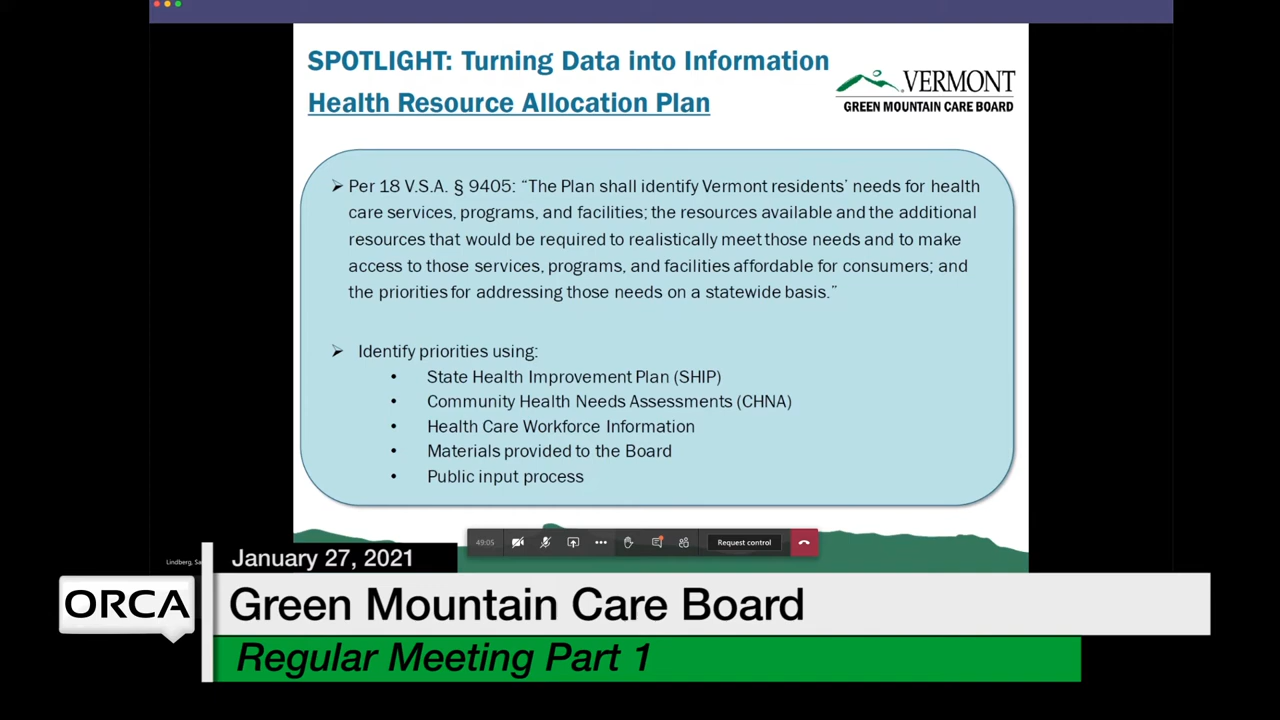 SPOTLIGHT: Turning Data into Information
Health Resource Allocation Plan
VERMONT
GREEN MOUNTAIN CARE BOARD
Per 18 V.S.A. § 9405: “The Plan shall identify Vermont residents’ needs for health
care services, programs, and facilities; the resources available and the additional
resources that would be required to realistically meet those needs and to make
access to those services, programs, and facilities affordable for consumers; and
the priorities for addressing those needs on a statewide basis.”
Identify priorities using:
• State Health Improvement Plan (SHIP)
• Community Health Needs Assessments (CHNA)
• Health Care Workforce Information
• Materials provided to the Board
• Public input process
49:05
Request control
Lindberg,
January 27, 2021
ORCA
Green Mountain Care Board
Regular Meeting Part 1